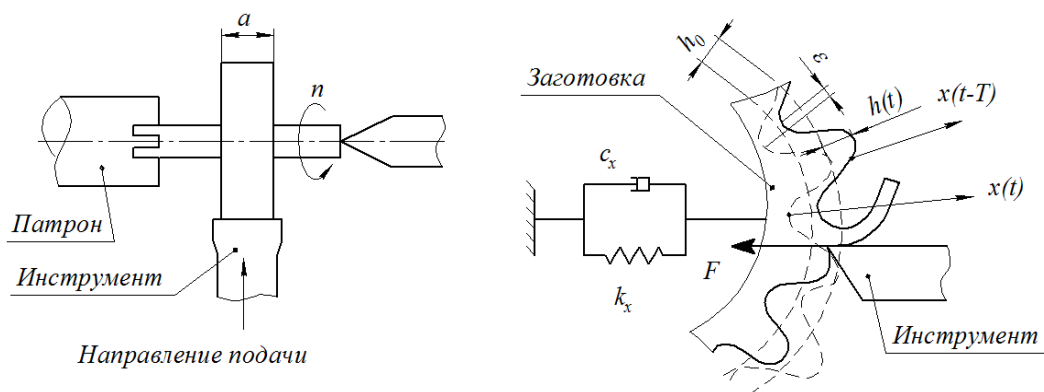 a
n
Патрон
Инструмент
Направление подачи
h₀
ε
Заготовка
h(t)
x(t-T)
cₓ
x(t)
F
kₓ
Инструмент